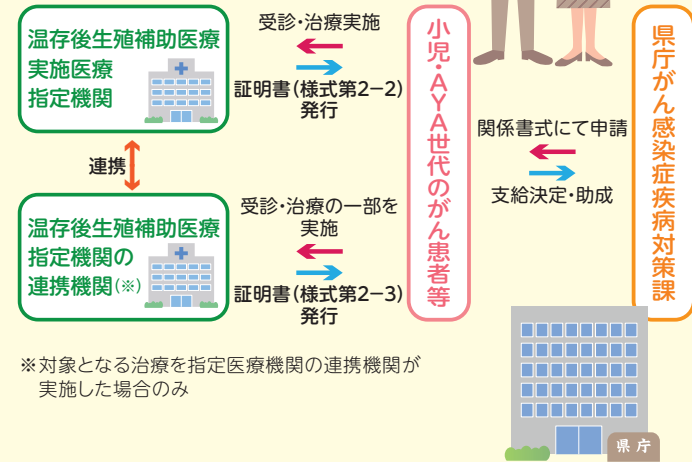 温存後生殖補助医療
実施医療
指定機関
受診・治療実施
証明書(様式第2−2)
発行
連携
温存後生殖補助医療
指定機関の
連携機関(※)
受診・治療の一部を
実施
証明書(様式第2−3)
発行
小児・AYA世代のがん患者等
関係書式にて申請
支給決定・助成
県庁がん感染症疾病対策課
※対象となる治療を指定医療機関の連携機関が
実施した場合のみ
県庁